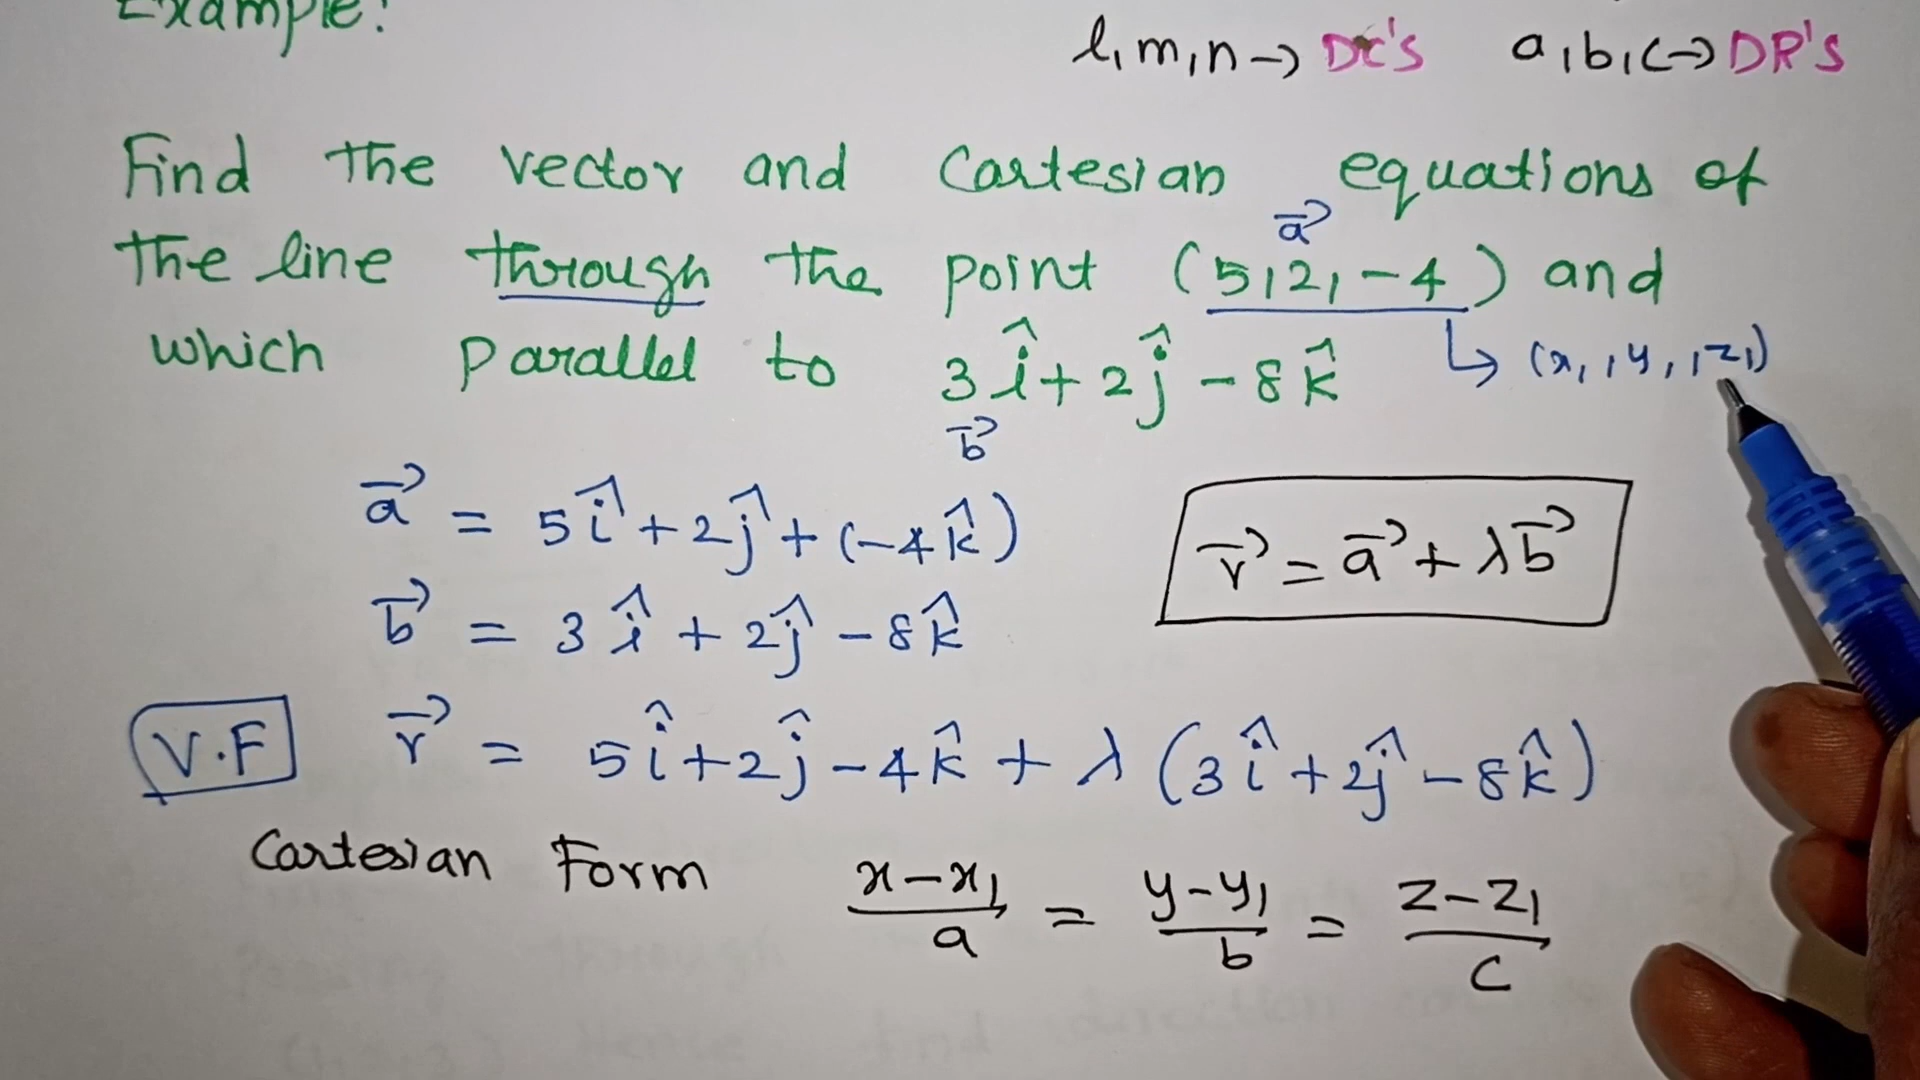 Example:
l,m,n→ DC's a,b,c→ DR's
Find the vector and Cartesian equations of
a⃗
the line through the point (5,2,-4) and
which parallel to 3î+2ĵ-8k̂ ↳ (x₁,y₁,z₁)
b⃗
a⃗ = 5î+2ĵ+(-4k̂)
r⃗ = a⃗+λb⃗
b⃗ = 3î+2ĵ-8k̂
V.F r⃗ = 5î+2ĵ-4k̂+λ(3î+2ĵ-8k̂)
Cartesian Form x-x₁/a = y-y₁/b = z-z₁/c